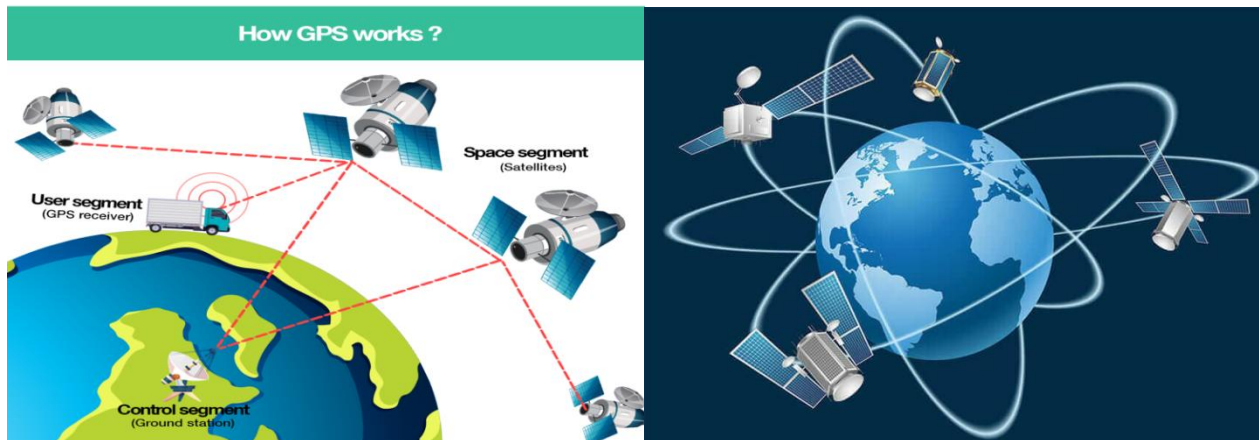 How GPS works ?
Space segment
(Satellites)
User segment
(GPS receiver)
Control segment
(Ground station)